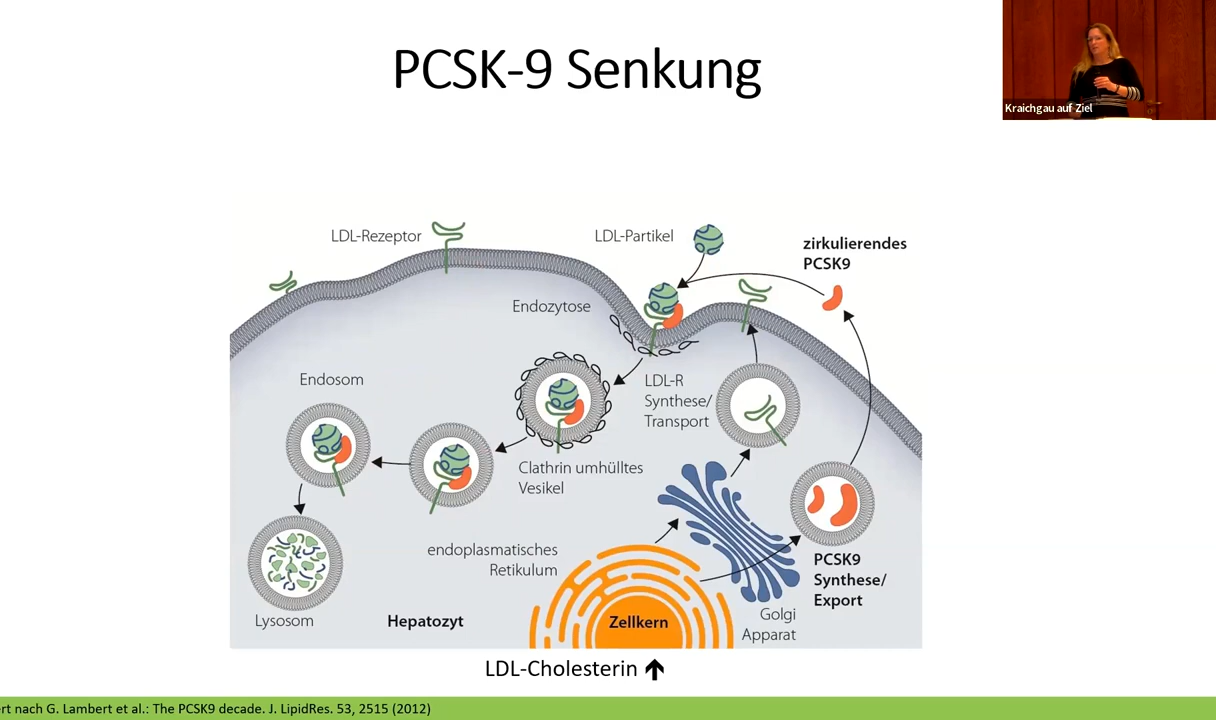 PCSK-9 Senkung
Kraichgau auf Ziel
LDL-Rezeptor
LDL-Partikel
zirkulierendes
PCSK9
Endozytose
Endosom
LDL-R
Synthese/
Transport
Clathrin umhülltes
Vesikel
endoplasmatisches
Retikulum
PCSK9
Synthese/
Export
Lysosom
Hepatozyt
Zellkern
Golgi
Apparat
LDL-Cholesterin ↑
ert nach G. Lambert et al.: The PCSK9 decade. J. LipidRes. 53, 2515 (2012)